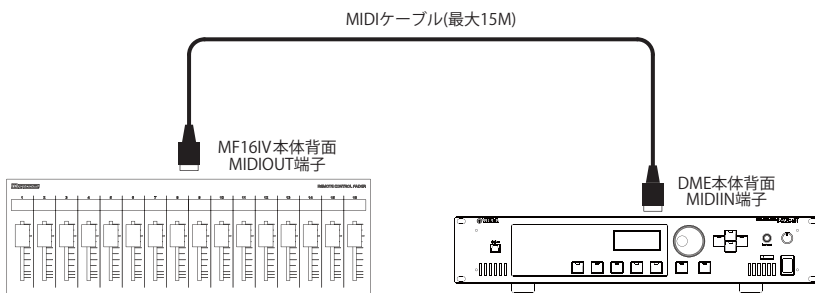 MIDIケーブル(最大15M)
MF16IV本体背面
MIDIOUT端子
DME本体背面
MIDIIN端子
REMOTE CONTROL FADER
1 2 3 4 5 6 7 8 9 10 11 12 13 14 15 16